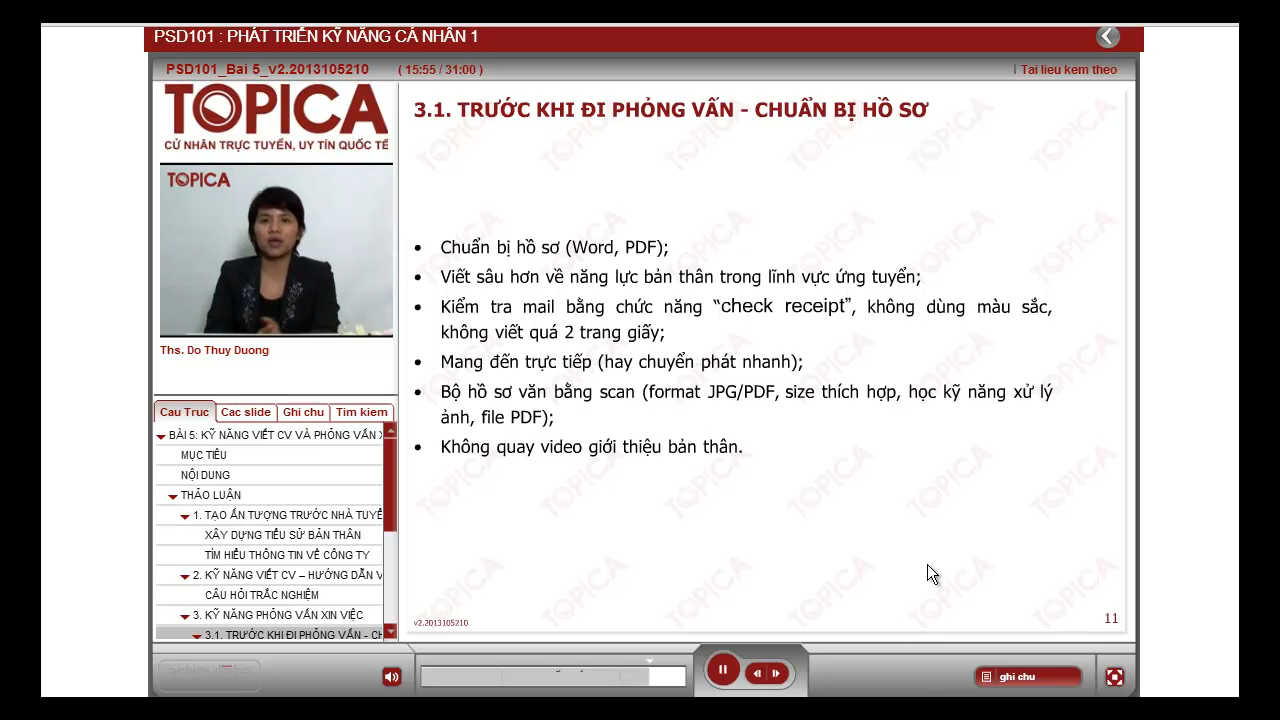 PSD101 : PHÁT TRIỂN KỸ NĂNG CÁ NHÂN 1
PSD101_Bai 5_v2.2013105210
( 15:55 / 31:00 )
Tai lieu kem theo
TOPICA
CỬ NHÂN TRỰC TUYẾN, UY TÍN QUỐC TẾ
TOPICA
Ths. Do Thuy Duong
Cau Truc
Cac slide
Ghi chu
Tim kiem
BÀI 5: KỸ NĂNG VIẾT CV VÀ PHỎNG VẤN
MỤC TIÊU
NỘI DUNG
THẢO LUẬN
1. TẠO ẤN TƯỢNG TRƯỚC NHÀ TUYỂ
XÂY DỰNG TIỂU SỬ BẢN THÂN
TÌM HIỂU THÔNG TIN VỀ CÔNG TY
2. KỸ NĂNG VIẾT CV – HƯỚNG DẪN V
CÂU HỎI TRẮC NGHIỆM
3. KỸ NĂNG PHỎNG VẤN XIN VIỆC
3.1. TRƯỚC KHI ĐI PHỎNG VẤN - CH
3.1. TRƯỚC KHI ĐI PHỎNG VẤN - CHUẨN BỊ HỒ SƠ
• Chuẩn bị hồ sơ (Word, PDF);
• Viết sâu hơn về năng lực bản thân trong lĩnh vực ứng tuyển;
• Kiểm tra mail bằng chức năng “check receipt”, không dùng màu sắc,
không viết quá 2 trang giấy;
• Mang đến trực tiếp (hay chuyển phát nhanh);
• Bộ hồ sơ văn bằng scan (format JPG/PDF, size thích hợp, học kỹ năng xử lý
ảnh, file PDF);
• Không quay video giới thiệu bản thân.
v2.2013105210
11
ghi chu